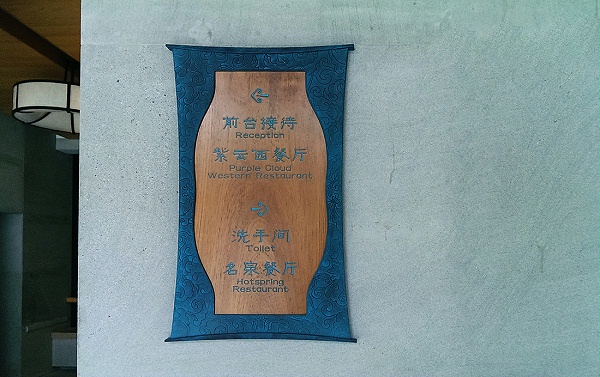 前台接待
Reception
紫云西餐厅
Purple Cloud
Western Restaurant
洗手间
Toilet
名泉餐厅
Hotspring
Restaurant